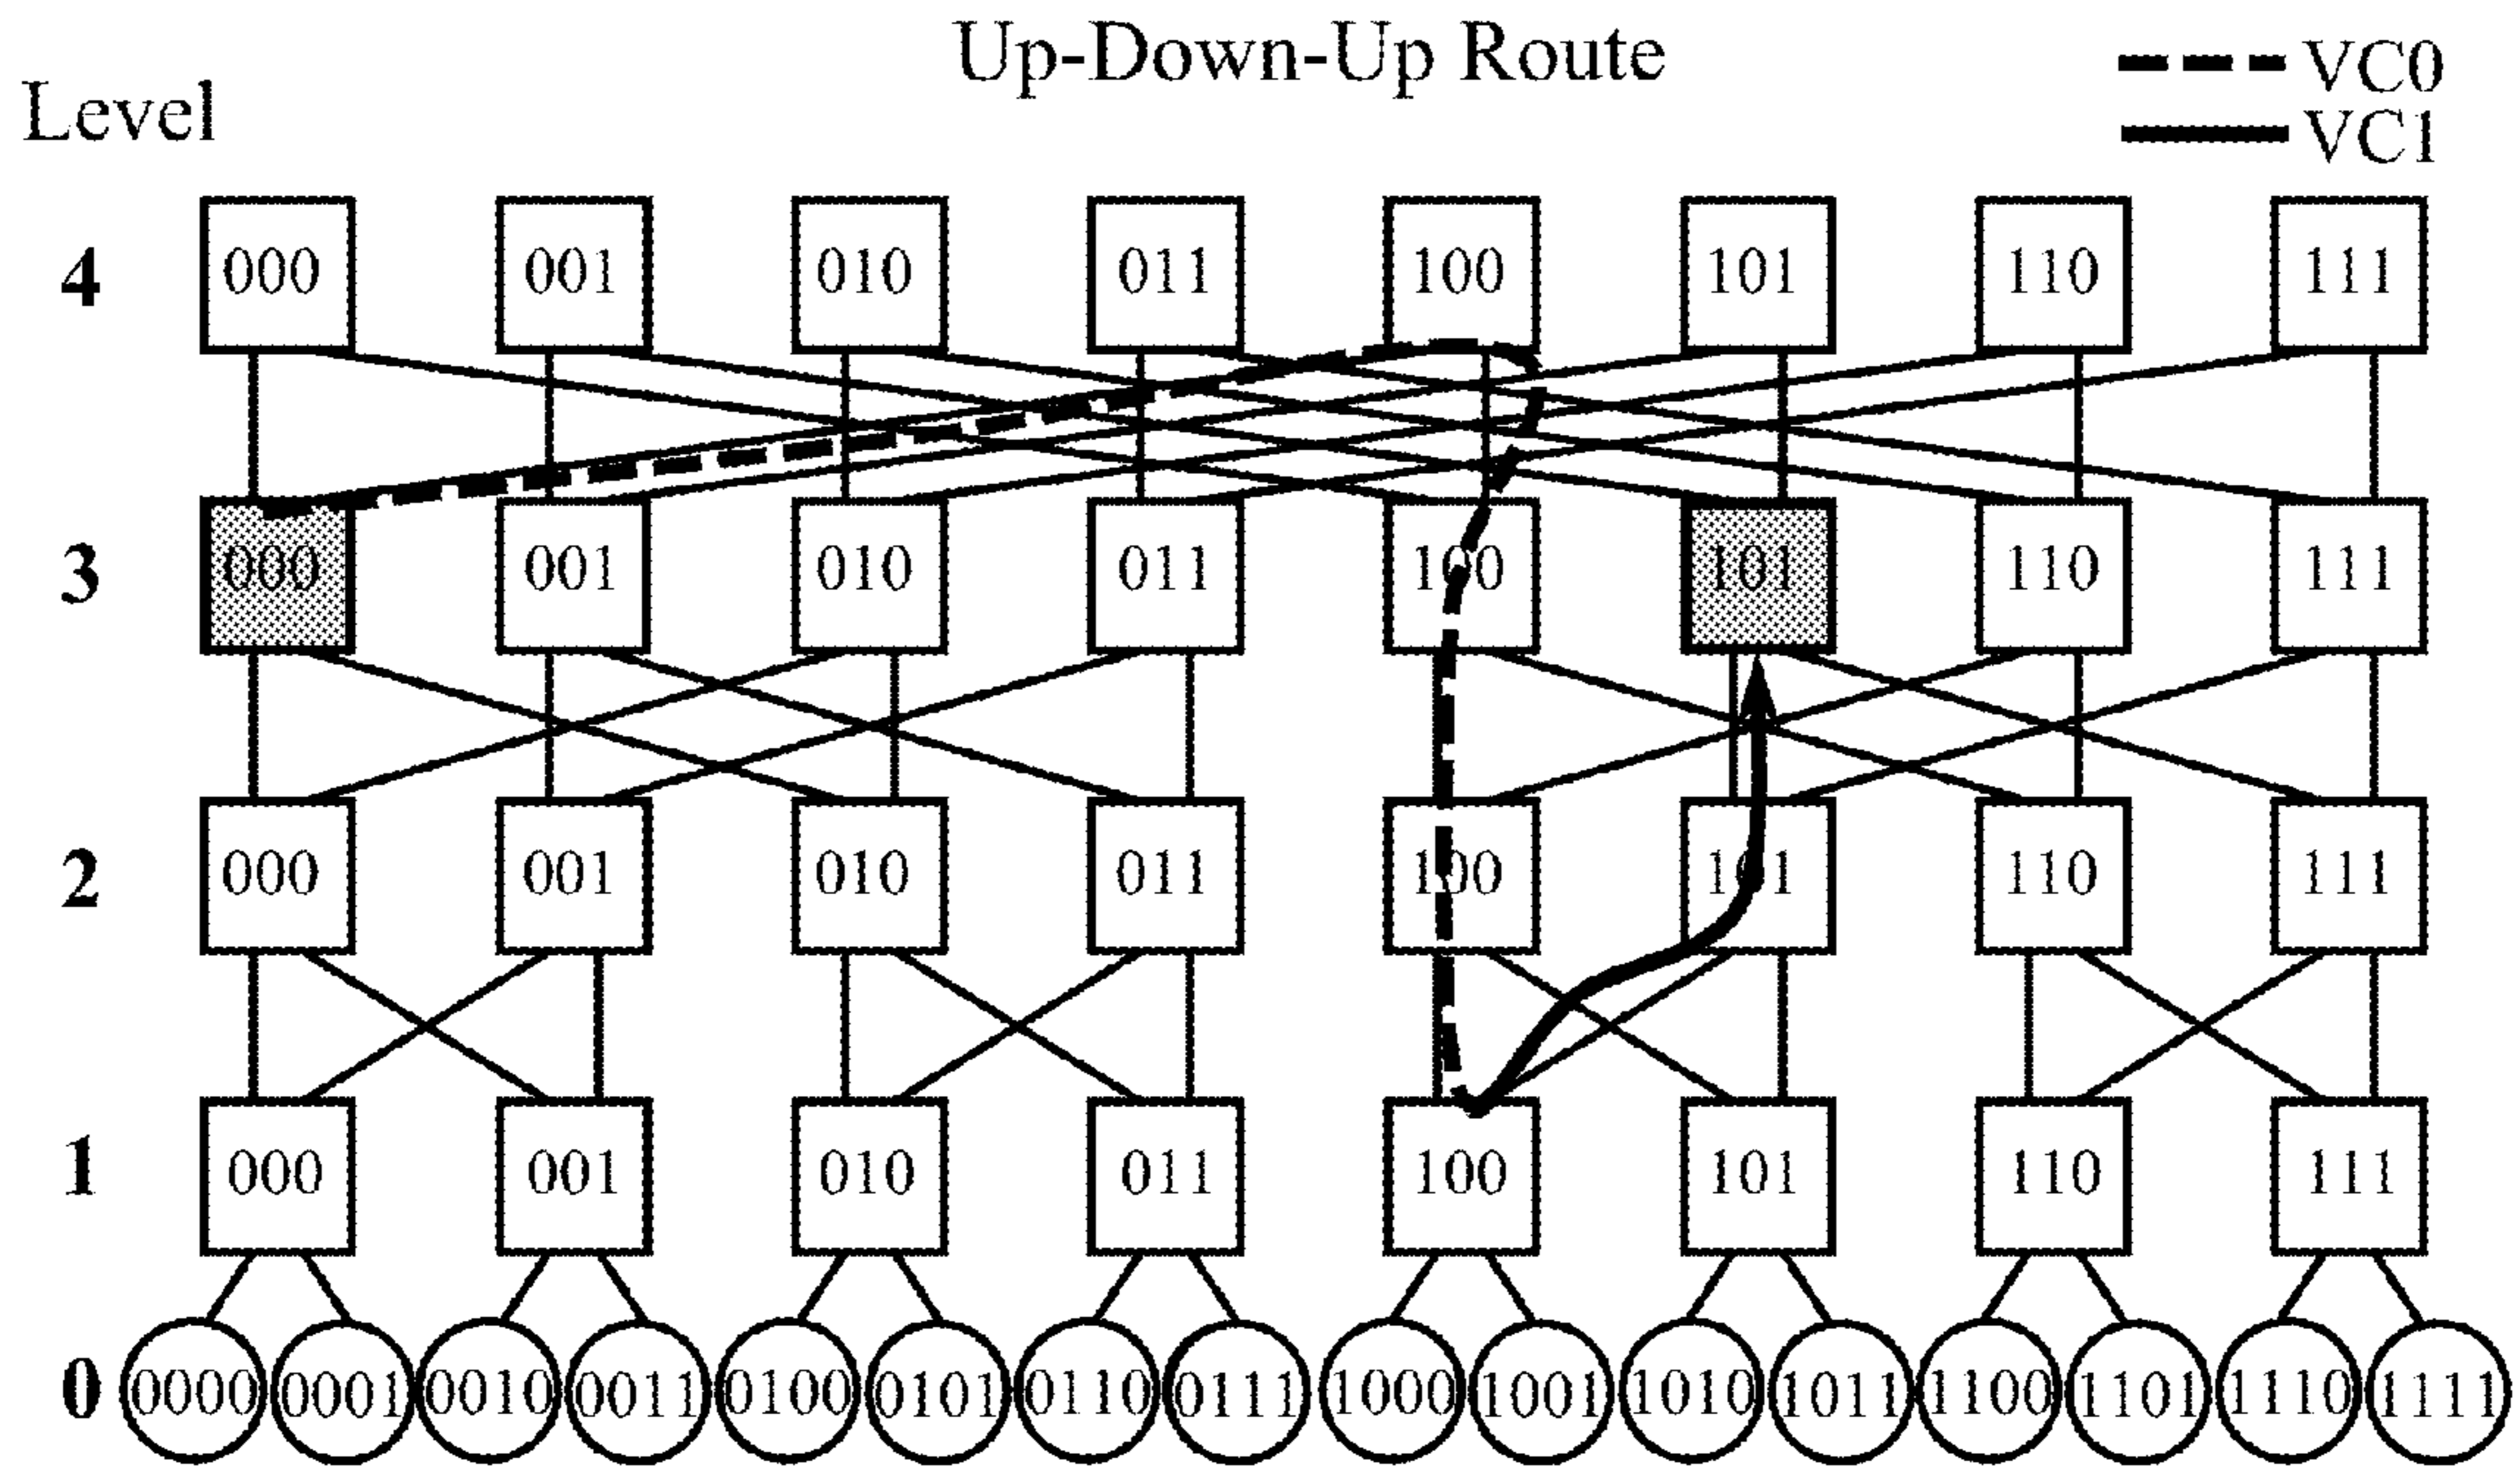 Up-Down-Up Route
VC0
VC1
Level
4 000 001 010 011 100 101 110 111
3 000 001 010 011 100 101 110 111
2 000 001 010 011 100 101 110 111
1 000 001 010 011 100 101 110 111
0 0000 0001 0010 0011 0100 0101 0110 0111 1000 1001 1010 1011 1100 1101 1110 1111